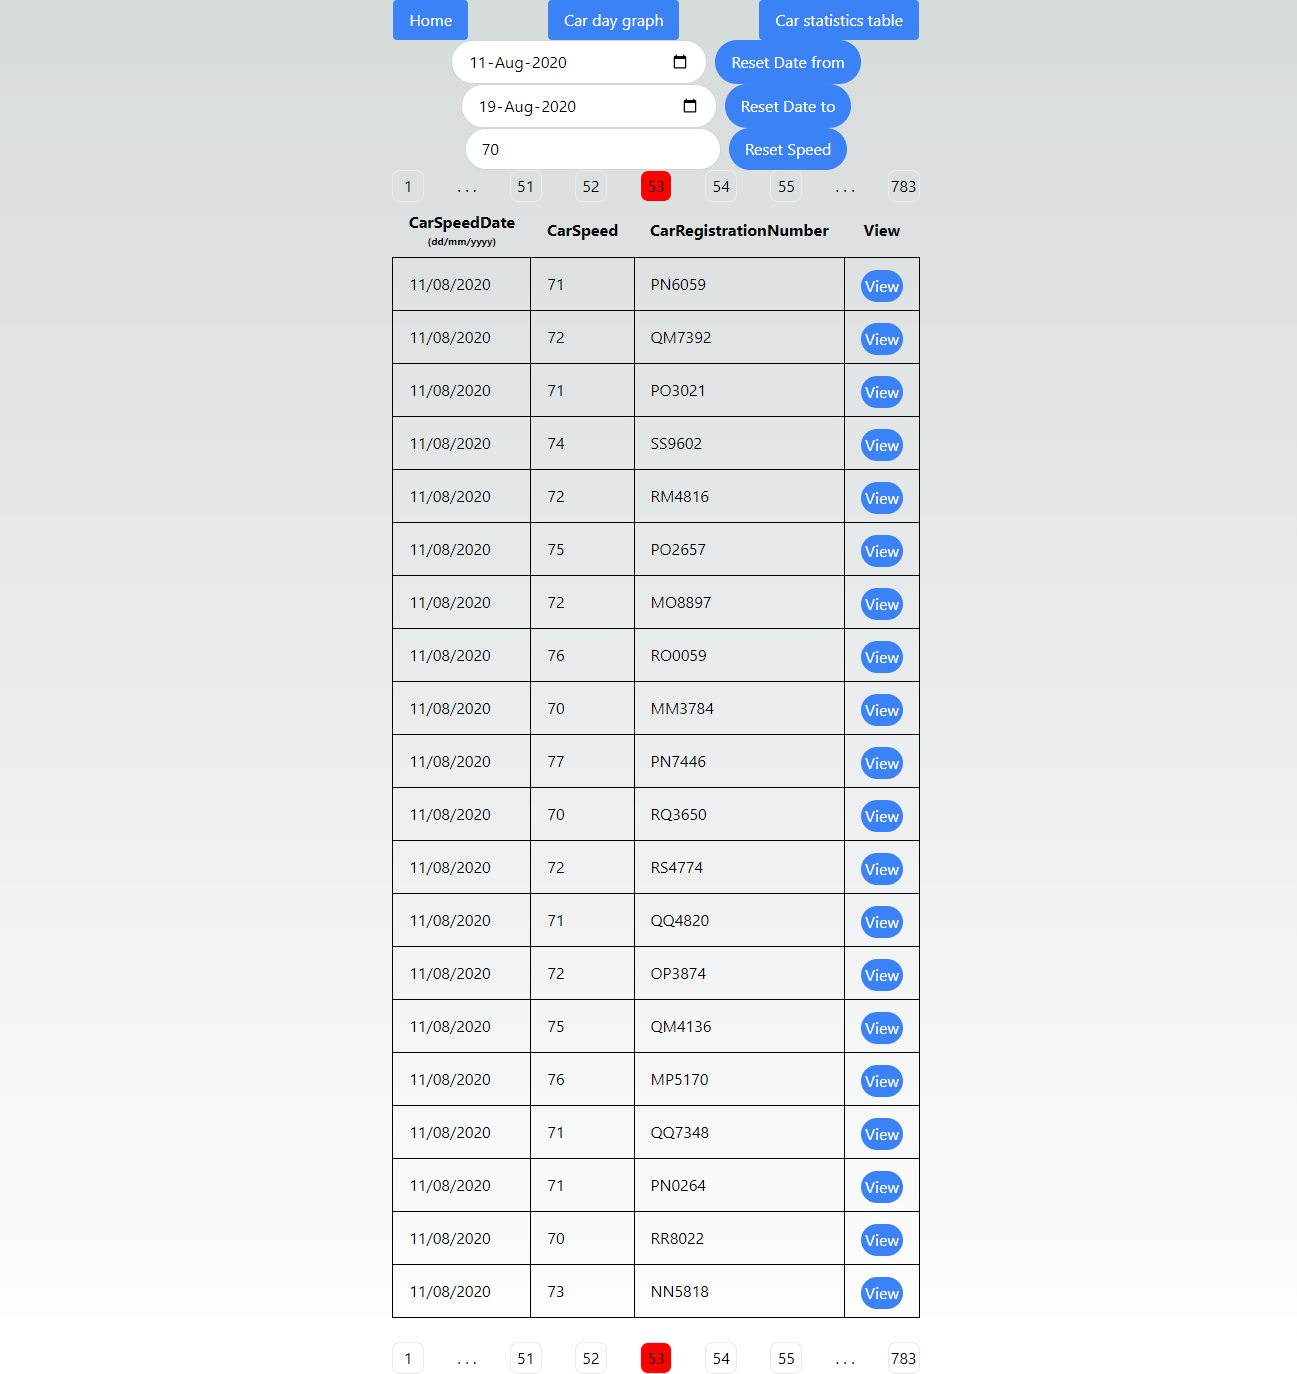 Home Car day graph Car statistics table
11-Aug-2020 Reset Date from
19-Aug-2020 Reset Date to
70 Reset Speed
1 ... 51 52 53 54 55 ... 783
CarSpeedDate CarSpeed CarRegistrationNumber View
(dd/mm/yyyy)
11/08/2020 71 PN6059 View
11/08/2020 72 QM7392 View
11/08/2020 71 PO3021 View
11/08/2020 74 SS9602 View
11/08/2020 72 RM4816 View
11/08/2020 75 PO2657 View
11/08/2020 72 MO8897 View
11/08/2020 76 RO0059 View
11/08/2020 70 MM3784 View
11/08/2020 77 PN7446 View
11/08/2020 70 RQ3650 View
11/08/2020 72 RS4774 View
11/08/2020 71 QQ4820 View
11/08/2020 72 OP3874 View
11/08/2020 75 QM4136 View
11/08/2020 76 MP5170 View
11/08/2020 71 QQ7348 View
11/08/2020 71 PN0264 View
11/08/2020 70 RR8022 View
11/08/2020 73 NN5818 View
1 ... 51 52 53 54 55 ... 783